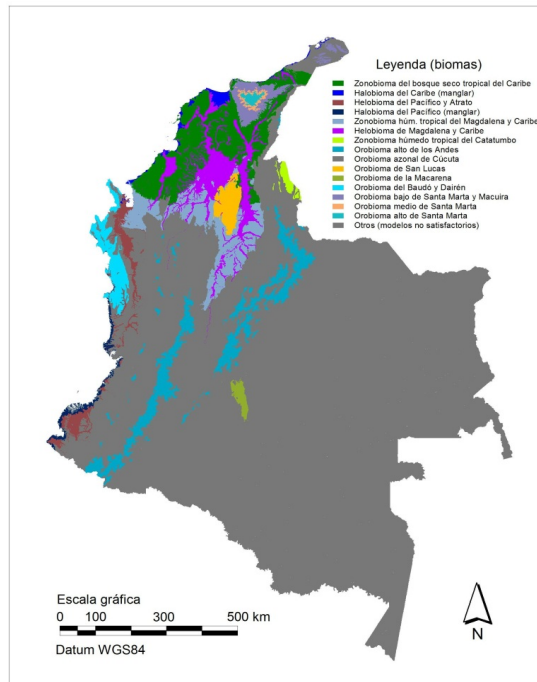 Leyenda (biomas)
Zonobioma del bosque seco tropical del Caribe
Halobioma del Caribe (manglar)
Helobioma del Pacífico y Atrato
Halobioma del Pacífico (manglar)
Zonobioma húm. tropical del Magdalena y Caribe
Helobioma de Magdalena y Caribe
Zonobioma húmedo tropical del Catatumbo
Orobioma alto de los Andes
Orobioma azonal de Cúcuta
Orobioma de San Lucas
Orobioma de la Macarena
Orobioma del Baudó y Dairén
Orobioma bajo de Santa Marta y Macuira
Orobioma medio de Santa Marta
Orobioma alto de Santa Marta
Otros (modelos no satisfactorios)
Escala gráfica
0 100 300 500 km
Datum WGS84
N